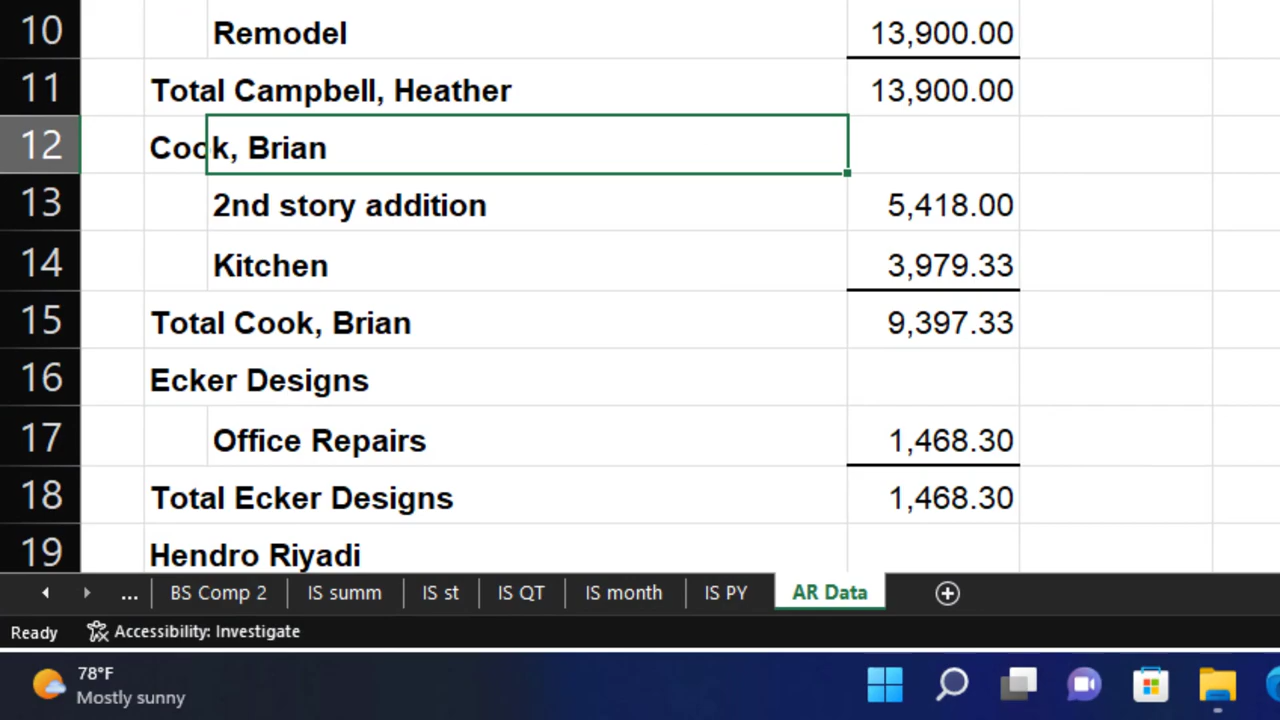 10 Remodel 13,900.00
11 Total Campbell, Heather 13,900.00
12 Cook, Brian
13 2nd story addition 5,418.00
14 Kitchen 3,979.33
15 Total Cook, Brian 9,397.33
16 Ecker Designs
17 Office Repairs 1,468.30
18 Total Ecker Designs 1,468.30
19 Hendro Riyadi
... BS Comp 2 IS summ IS st IS QT IS month IS PY AR Data
Ready Accessibility: Investigate
78°F
Mostly sunny